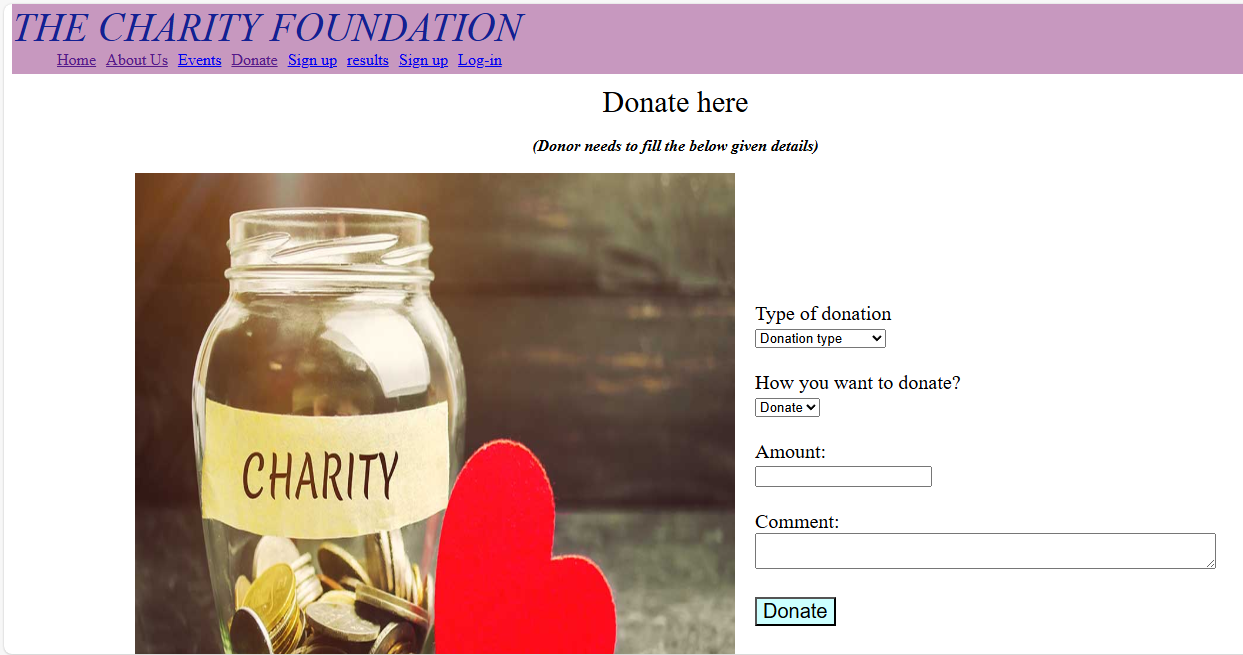 THE CHARITY FOUNDATION
Home About Us Events Donate Sign up results Sign up Log-in
Donate here
(Donor needs to fill the below given details)
CHARITY
Type of donation
Donation type
How you want to donate?
Donate
Amount:
Comment:
Donate